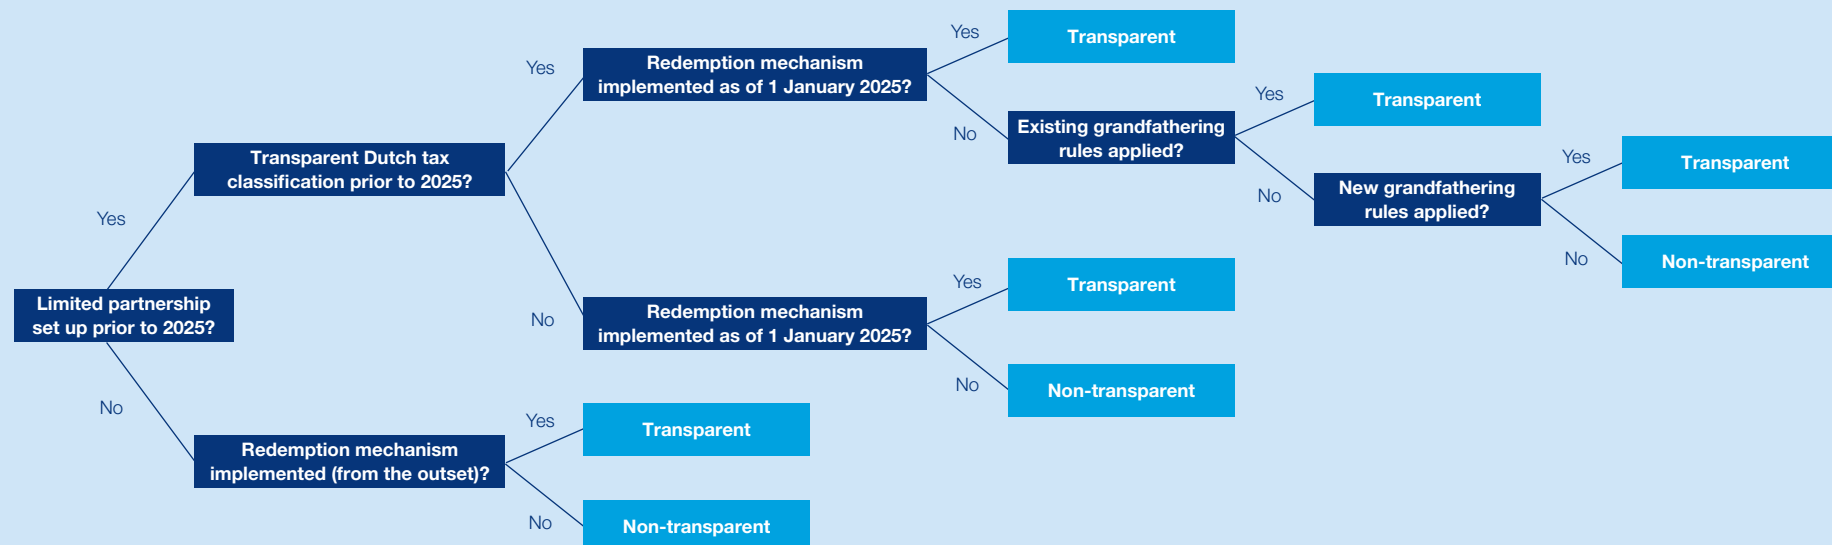 Limited partnership
set up prior to 2025?
Yes
No
Transparent Dutch tax
classification prior to 2025?
Yes
No
Redemption mechanism
implemented as of 1 January 2025?
Yes
No
Transparent
Existing grandfathering
rules applied?
Yes
No
Transparent
New grandfathering
rules applied?
Yes
No
Transparent
Non-transparent
Redemption mechanism
implemented as of 1 January 2025?
Yes
No
Transparent
Non-transparent
Redemption mechanism
implemented (from the outset)?
Yes
No
Transparent
Non-transparent